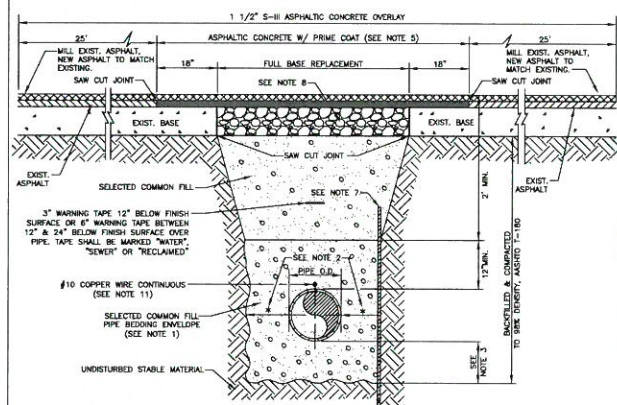 1 1/2" S-III ASPHALTIC CONCRETE OVERLAY
25'
ASPHALTIC CONCRETE W/ PRIME COAT (SEE NOTE 5)
25'
MILL EXIST. ASPHALT,
NEW ASPHALT TO MATCH
EXISTING.
18"
FULL BASE REPLACEMENT
18"
MILL EXIST. ASPHALT,
NEW ASPHALT TO
MATCH EXISTING.
SAW CUT JOINT
SEE NOTE 8
SAW CUT JOINT
EXIST. BASE
EXIST. BASE
EXIST.
ASPHALT
SAW CUT JOINT
EXIST.
ASPHALT
SELECTED COMMON FILL
SEE NOTE 7
2' MIN.
3" WARNING TAPE 12" BELOW FINISH
SURFACE OR 6" WARNING TAPE BETWEEN
12" & 24" BELOW FINISH SURFACE OVER
PIPE. TAPE SHALL BE MARKED "WATER",
"SEWER" OR "RECLAIMED"
SEE NOTE 2
PIPE O.D.
12" MIN.
#10 COPPER WIRE CONTINUOUS
(SEE NOTE 11)
SELECTED COMMON FILL
PIPE BEDDING ENVELOPE
(SEE NOTE 1)
SEE
NOTE 3
BACKFILLED & COMPACTED
TO 98% DENSITY, AASHTO T-180
UNDISTURBED STABLE MATERIAL